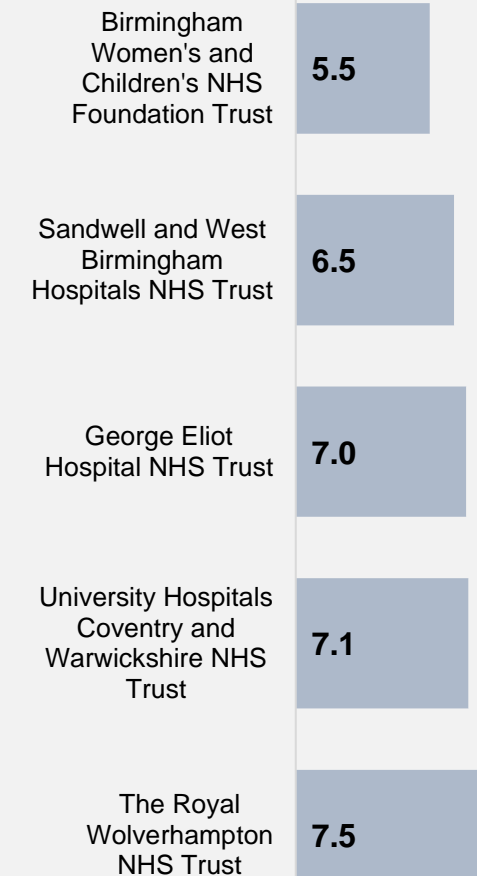 Birmingham
Women's and
Children's NHS
Foundation Trust
5.5
Sandwell and West
Birmingham
Hospitals NHS Trust
6.5
George Eliot
Hospital NHS Trust
7.0
University Hospitals
Coventry and
Warwickshire NHS
Trust
7.1
The Royal
Wolverhampton
NHS Trust
7.5